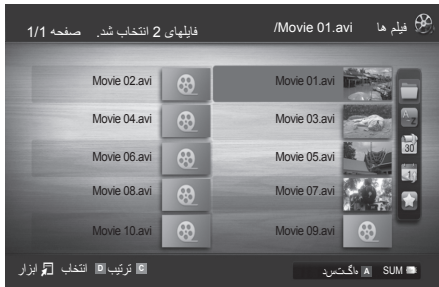 فیلم ها
/Movie 01.avi
فایلهای 2 انتخاب شد.
صفحه 1/1
Movie 01.avi
Movie 02.avi
Movie 03.avi
Movie 04.avi
Movie 05.avi
Movie 06.avi
Movie 07.avi
Movie 08.avi
Movie 09.avi
Movie 10.avi
SUM A
C ترتیب D انتخاب ابزار